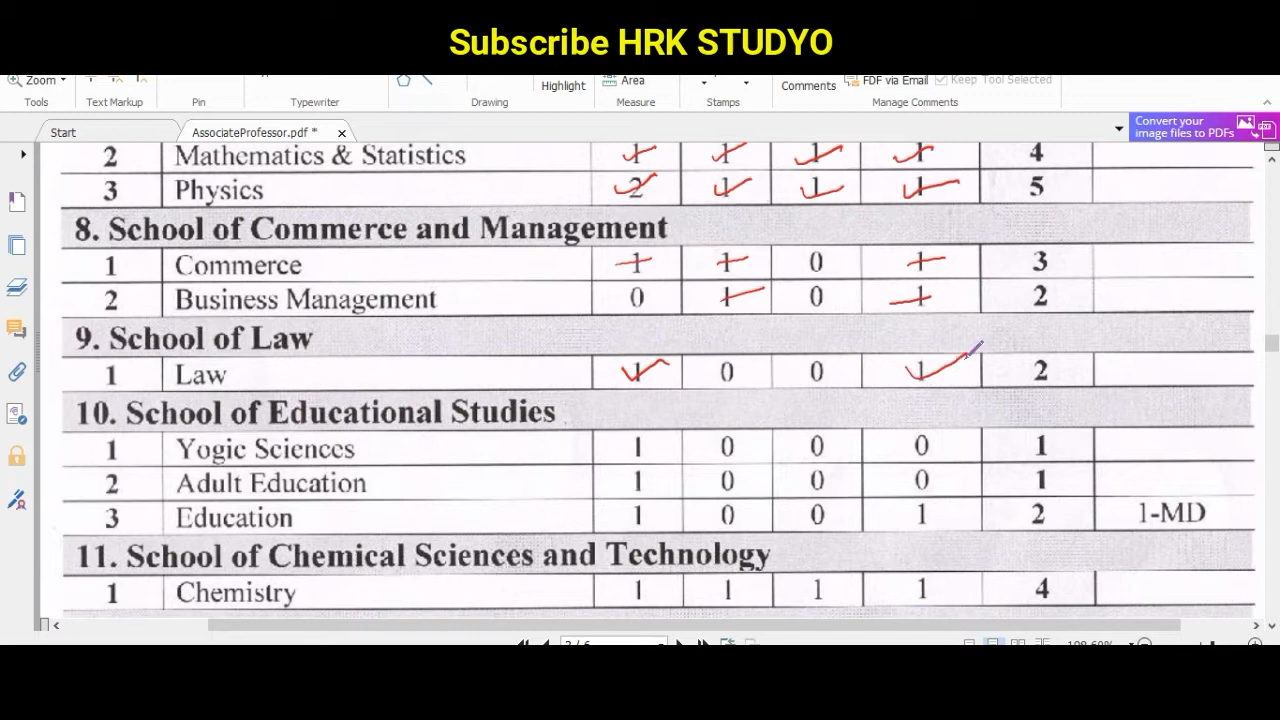 Subscribe HRK STUDYO
Zoom
Highlight
Area
Comments
PDF via Email
Keep Tool Selected
Tools
Text Markup
Pin
Typewriter
Drawing
Measure
Stamps
Manage Comments
Start
AssociateProfessor.pdf *
Convert your
image files to PDFs
2 Mathematics & Statistics 1 1 1 1 4
3 Physics 2 1 1 1 5
8. School of Commerce and Management
1 Commerce 1 1 0 1 3
2 Business Management 0 1 0 1 2
9. School of Law
1 Law 1 0 0 1 2
10. School of Educational Studies
1 Yogic Sciences 1 0 0 0 1
2 Adult Education 1 0 0 0 1
3 Education 1 0 0 1 2 1-MD
11. School of Chemical Sciences and Technology
1 Chemistry 1 1 1 1 4